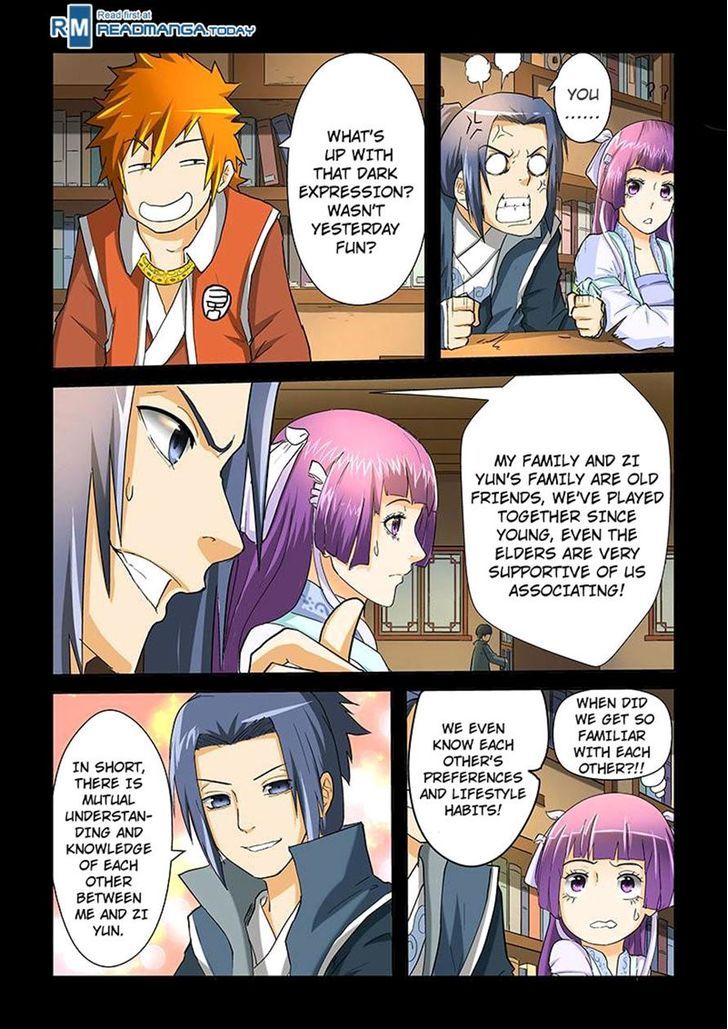 RM
Read first at
READMANGA.TODAY
WHAT'S
UP WITH
THAT DARK
EXPRESSION?
WASN'T
YESTERDAY
FUN?
YOU
......
??
MY FAMILY AND ZI
YUN'S FAMILY ARE OLD
FRIENDS, WE'VE PLAYED
TOGETHER SINCE
YOUNG, EVEN THE
ELDERS ARE VERY
SUPPORTIVE OF US
ASSOCIATING!
IN SHORT,
THERE IS
MUTUAL
UNDERSTAN-
DING AND
KNOWLEDGE
OF EACH
OTHER
BETWEEN
ME AND ZI
YUN.
WE EVEN
KNOW EACH
OTHER'S
PREFERENCES
AND LIFESTYLE
HABITS!
WHEN DID
WE GET SO
FAMILIAR
WITH EACH
OTHER?!!